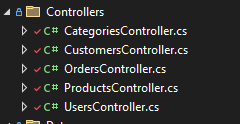 Controllers
C# CategoriesController.cs
C# CustomersController.cs
C# OrdersController.cs
C# ProductsController.cs
C# UsersController.cs